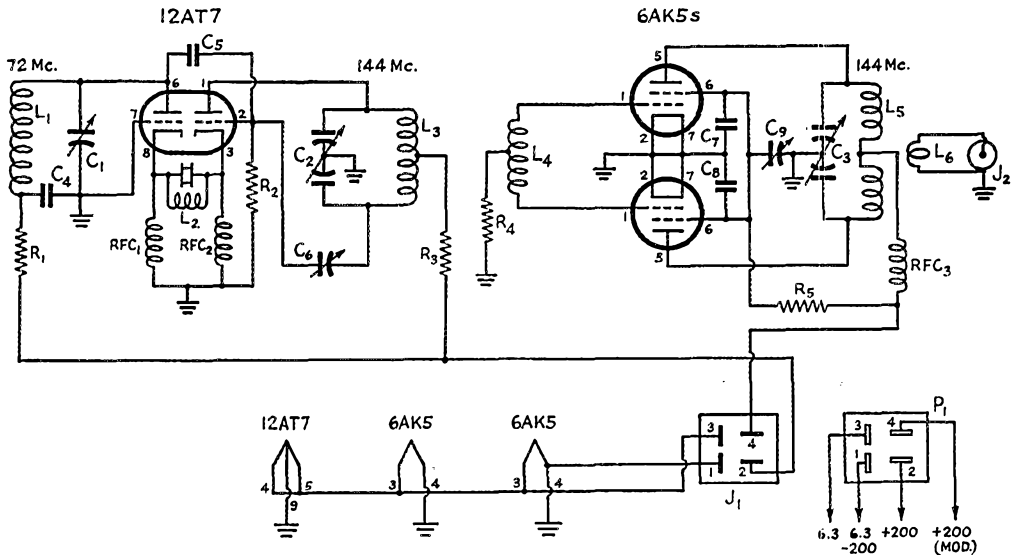 12AT7
6AK5s
72 Mc.
144 Mc.
144 Mc.
C5
6 1
7 2
8 3
L1
C1
C4
R1
L2
RFC1
RFC2
R2
C2
L3
C6
R3
L4
R4
5
1 6
2 7
2 7
1 6
5
C7
C8
C9
C3
L5
L6
J2
RFC3
R5
12AT7
4 5
9
6AK5
3 4
6AK5
3 4
3 4
1 2
J1
P1
3 4
1 2
6.3
6.3
-200
+200
+200
(MOD.)